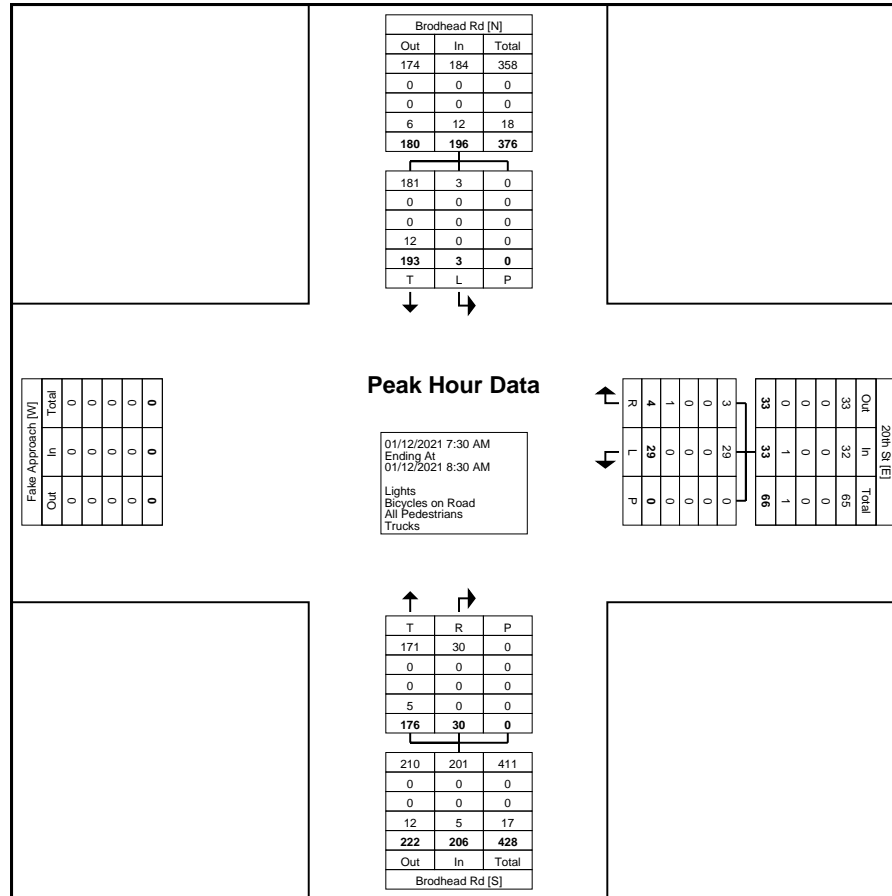 Brodhead Rd [N]
Out In Total
174 184 358
0 0 0
0 0 0
6 12 18
180 196 376
181 3 0
0 0 0
0 0 0
12 0 0
193 3 0
T L P
Fake Approach [W]
Total 0 0 0 0 0
In 0 0 0 0 0
Out 0 0 0 0 0
Peak Hour Data
01/12/2021 7:30 AM
Ending At
01/12/2021 8:30 AM
Lights
Bicycles on Road
All Pedestrians
Trucks
R 4 1 0 0 3
L 29 0 0 0 29
P 0 0 0 0 0
20th St [E]
Out In Total
33 32 65
0 0 0
0 0 0
0 1 1
33 33 66
T R P
171 30 0
0 0 0
0 0 0
5 0 0
176 30 0
210 201 411
0 0 0
0 0 0
12 5 17
222 206 428
Out In Total
Brodhead Rd [S]